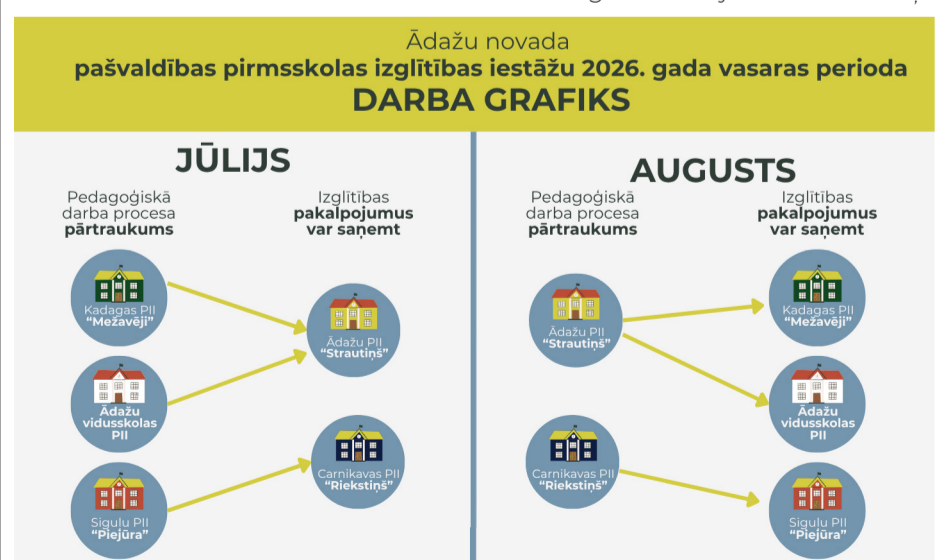 Ādažu novada
pašvaldības pirmsskolas izglītības iestāžu 2026. gada vasaras perioda
DARBA GRAFIKS
JŪLIJS
Pedagoģiskā
darba procesa
pārtraukums
Izglītības
pakalpojumus
var saņemt
Kadagas PII
“Mežavēji”
Ādažu
vidusskolas
PII
Sigulu PII
“Piejūra”
Ādažu PII
“Strautiņš”
Carnikavas PII
“Riekstiņš”
AUGUSTS
Pedagoģiskā
darba procesa
pārtraukums
Izglītības
pakalpojumus
var saņemt
Ādažu PII
“Strautiņš”
Carnikavas PII
“Riekstiņš”
Kadagas PII
“Mežavēji”
Ādažu
vidusskolas
PII
Sigulu PII
“Piejūra”